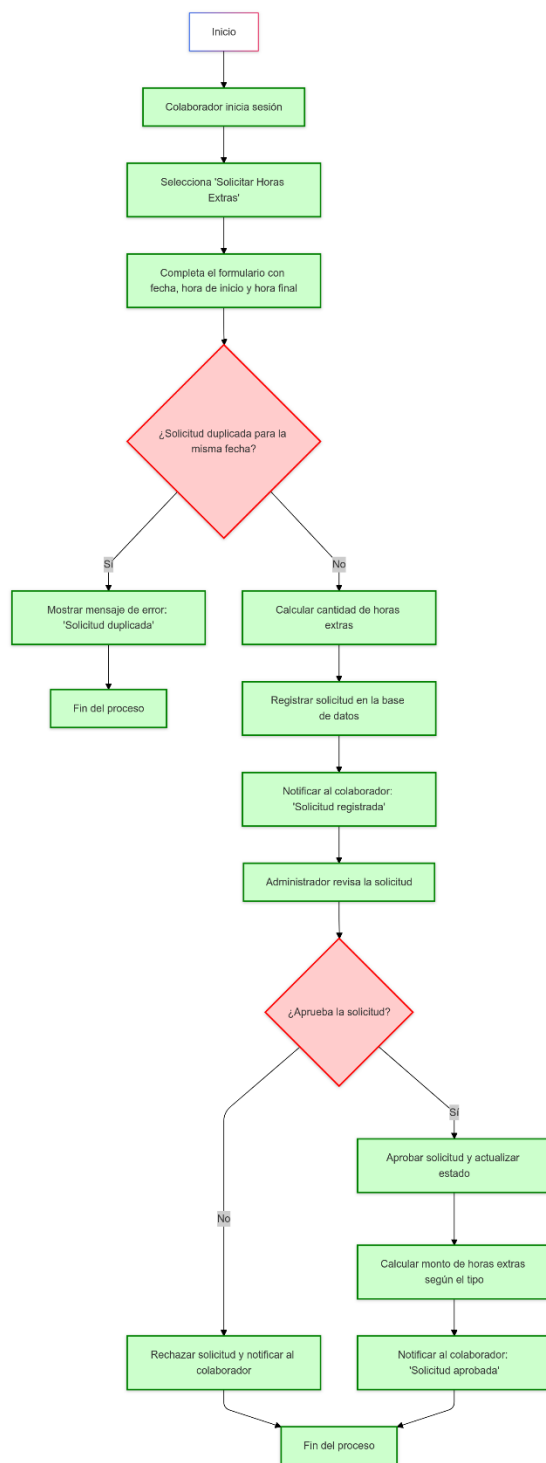 Inicio
Colaborador inicia sesión
Selecciona 'Solicitar Horas
Extras'
Completa el formulario con
fecha, hora de inicio y hora final
¿Solicitud duplicada para la
misma fecha?
Sí
No
Mostrar mensaje de error:
'Solicitud duplicada'
Calcular cantidad de horas
extras
Fin del proceso
Registrar solicitud en la base
de datos
Notificar al colaborador:
'Solicitud registrada'
Administrador revisa la solicitud
¿Aprueba la solicitud?
Sí
Aprobar solicitud y actualizar
estado
No
Calcular monto de horas extras
según el tipo
Rechazar solicitud y notificar al
colaborador
Notificar al colaborador:
'Solicitud aprobada'
Fin del proceso